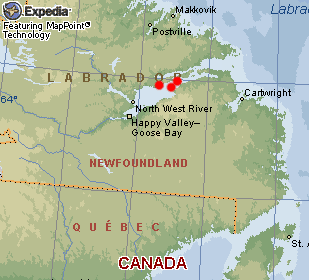 Expedia
Featuring MapPoint®
Technology
Makkovik
Postville
Labra
LABRADOR
64°
Cartwright
North West River
Happy Valley–
Goose Bay
NEWFOUNDLAND
QUÉBEC
St. A
CANADA